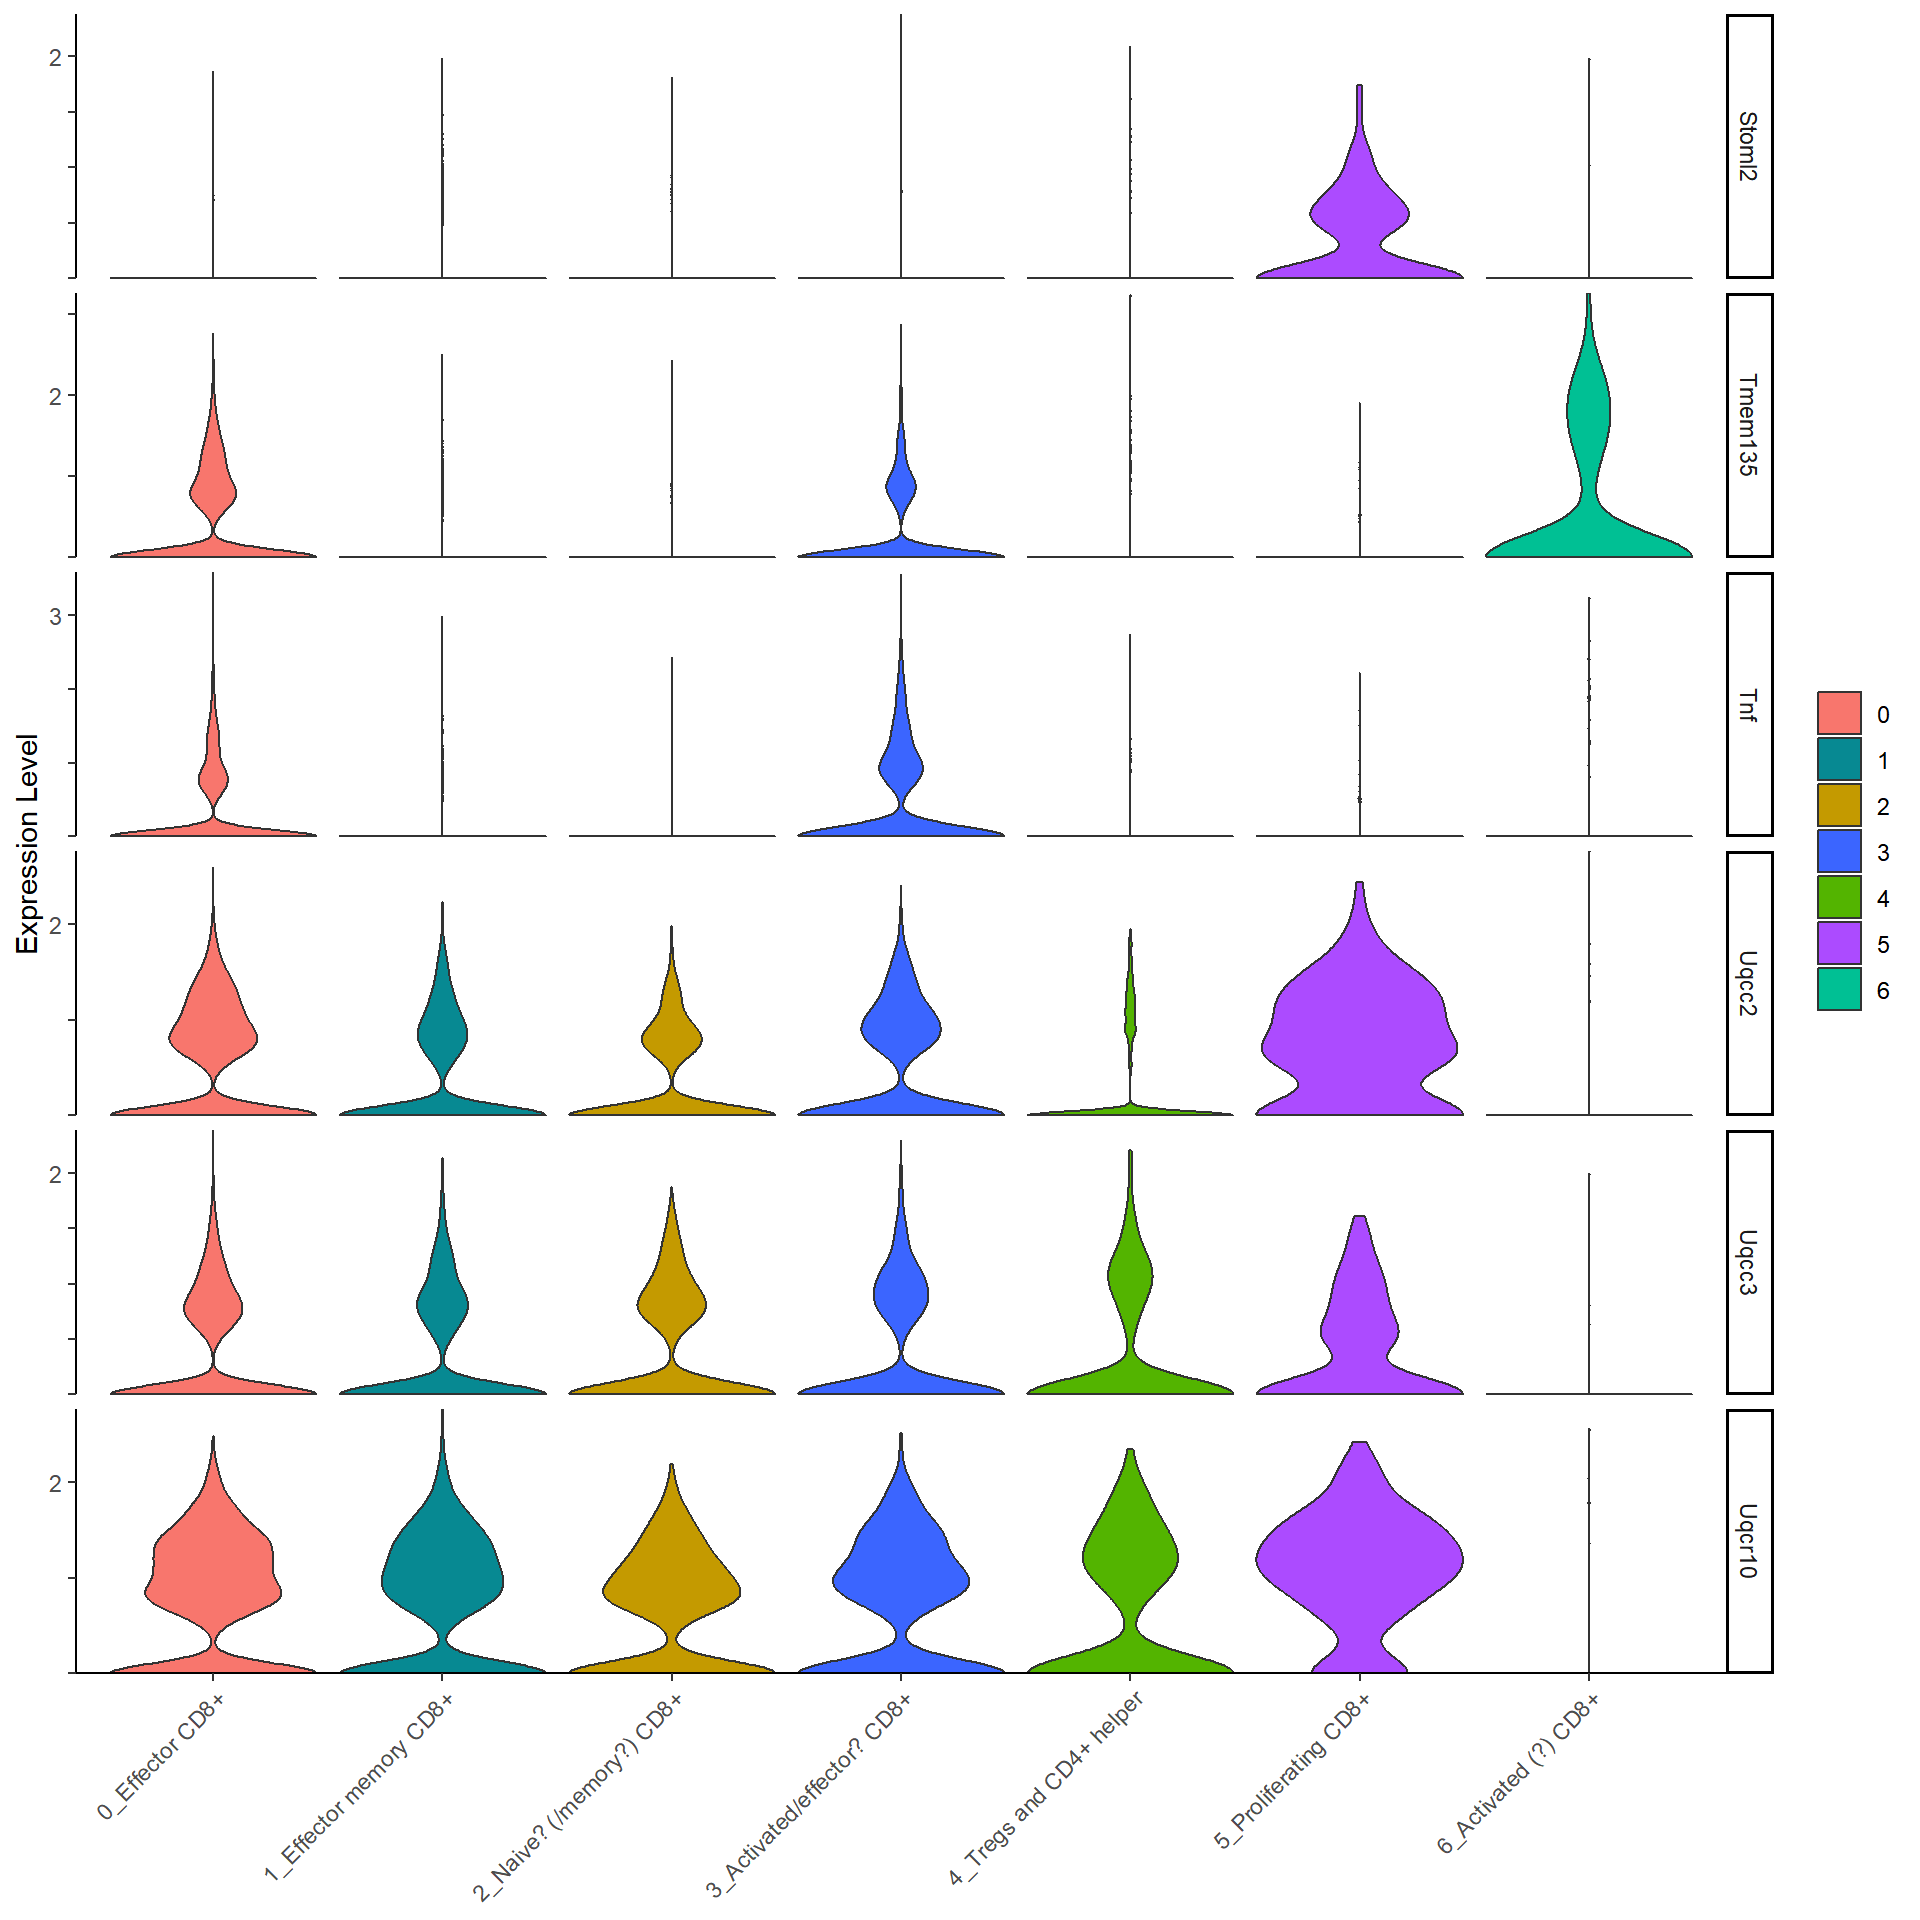 Expression Level
2
Stoml2
2
Tmem135
3
Tnf
2
Uqcc2
2
Uqcc3
2
Uqcr10
0_Effector CD8+
1_Effector memory CD8+
2_Naive? (/memory?) CD8+
3_Activated/effector? CD8+
4_Tregs and CD4+ helper
5_Proliferating CD8+
6_Activated (?) CD8+
0
1
2
3
4
5
6